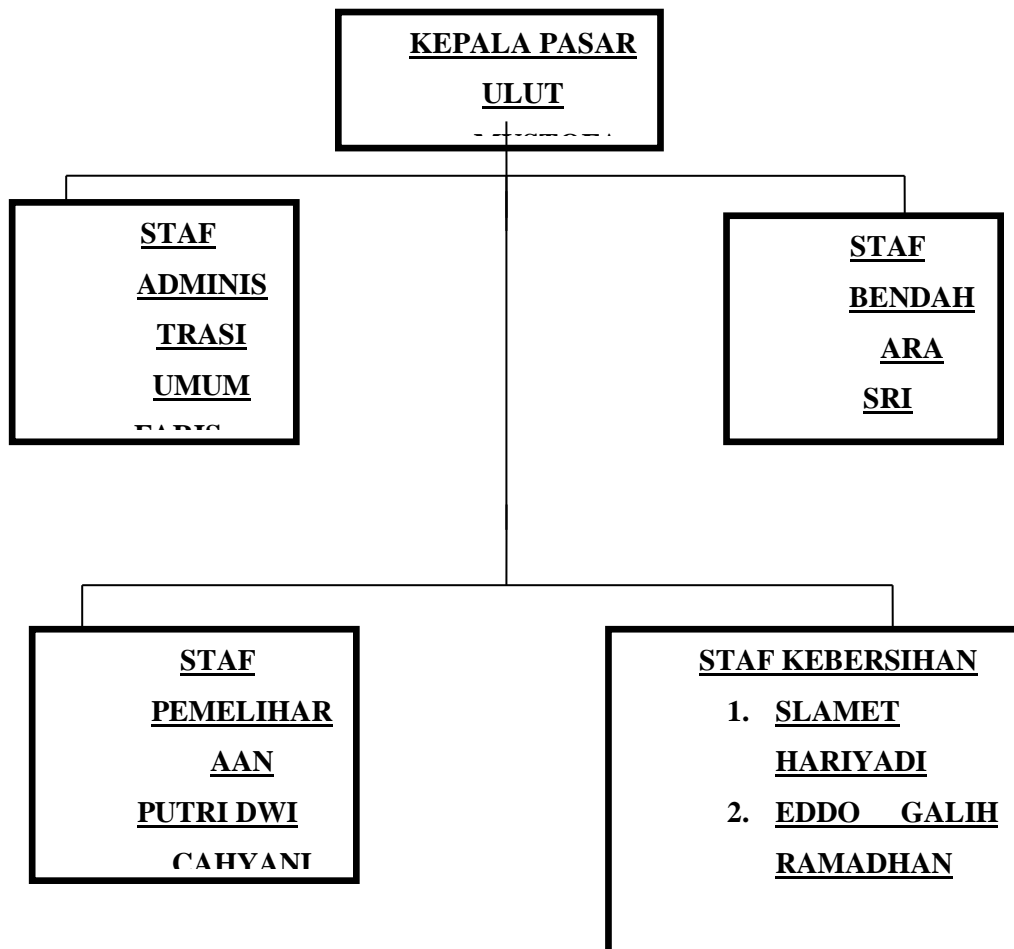 KEPALA PASAR
ULUT
STAF
ADMINIS
TRASI
UMUM
STAF
BENDAH
ARA
SRI
STAF
PEMELIHAR
AAN
PUTRI DWI
CAHYANI
STAF KEBERSIHAN
1. SLAMET
HARIYADI
2. EDDO GALIH
RAMADHAN